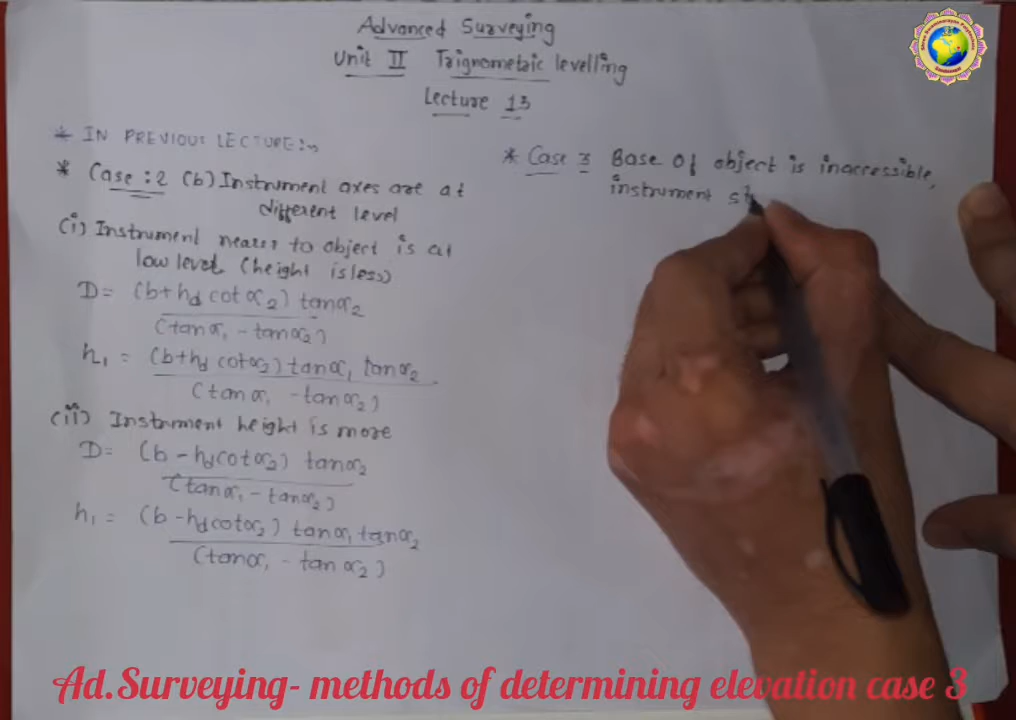 Advanced Surveying
Unit II Trignometric levelling
Lecture 13
* IN PREVIOUS LECTURE:~
* Case : 2 (b) Instrument axes are at
different level
(i) Instrument nearer to object is at
low level (height is less)
D = (b + hd cot α2) tan α2
(tan α1 - tan α2)
h1 = (b + hd cot α2) tan α1 tan α2
(tan α1 - tan α2)
(ii) Instrument height is more
D = (b - hd cot α2) tan α2
(tan α1 - tan α2)
h1 = (b - hd cot α2) tan α1 tan α2
(tan α1 - tan α2)
* Case 3 Base of object is inaccessible,
instrument st
Ad.Surveying- methods of determining elevation case 3